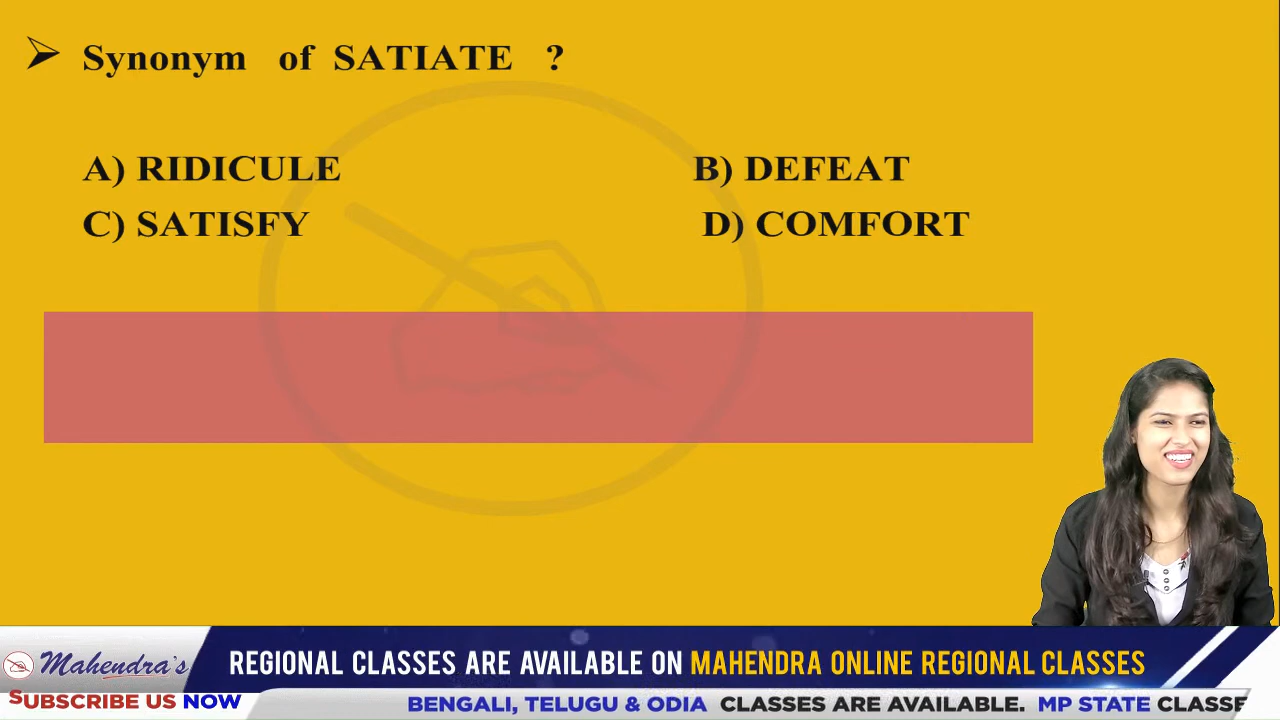 ➢ Synonym of SATIATE ?
A) RIDICULE B) DEFEAT
C) SATISFY D) COMFORT
Mahendra's
REGIONAL CLASSES ARE AVAILABLE ON MAHENDRA ONLINE REGIONAL CLASSES
SUBSCRIBE US NOW
BENGALI, TELUGU & ODIA CLASSES ARE AVAILABLE. MP STATE CLASSE